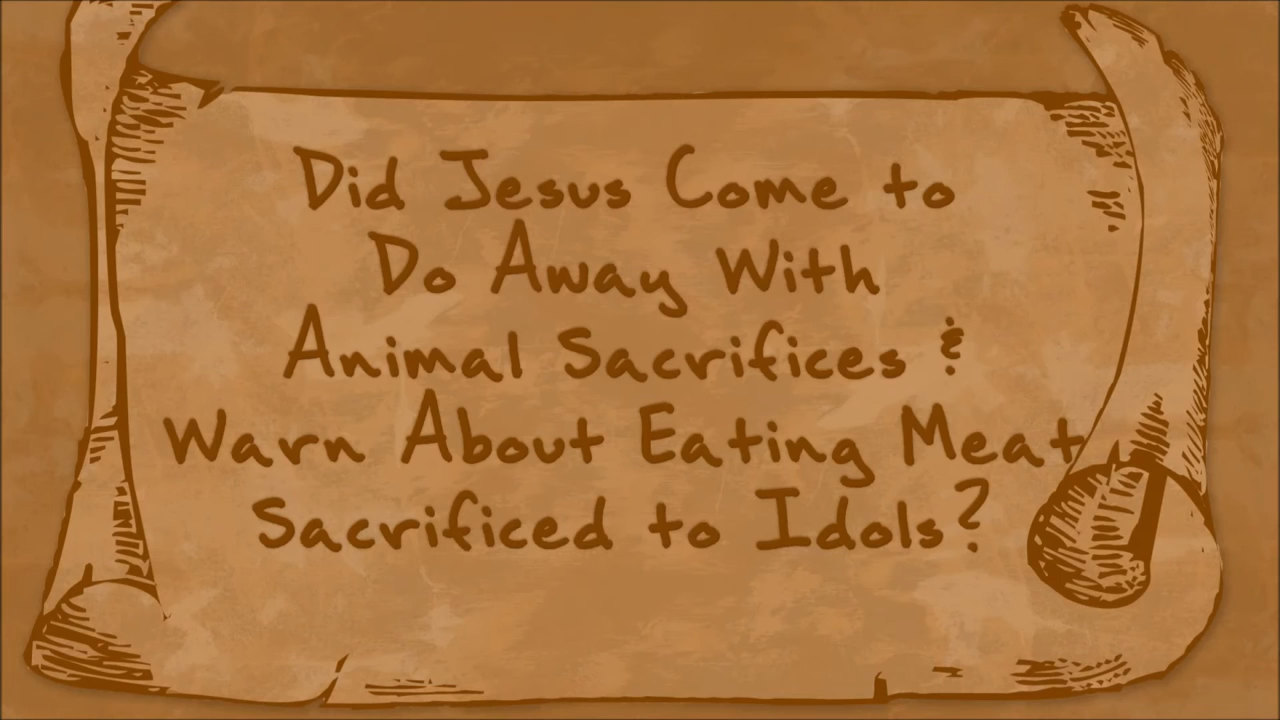 Did Jesus Come to
Do Away With
Animal Sacrifices &
Warn About Eating Meat
Sacrificed to Idols?